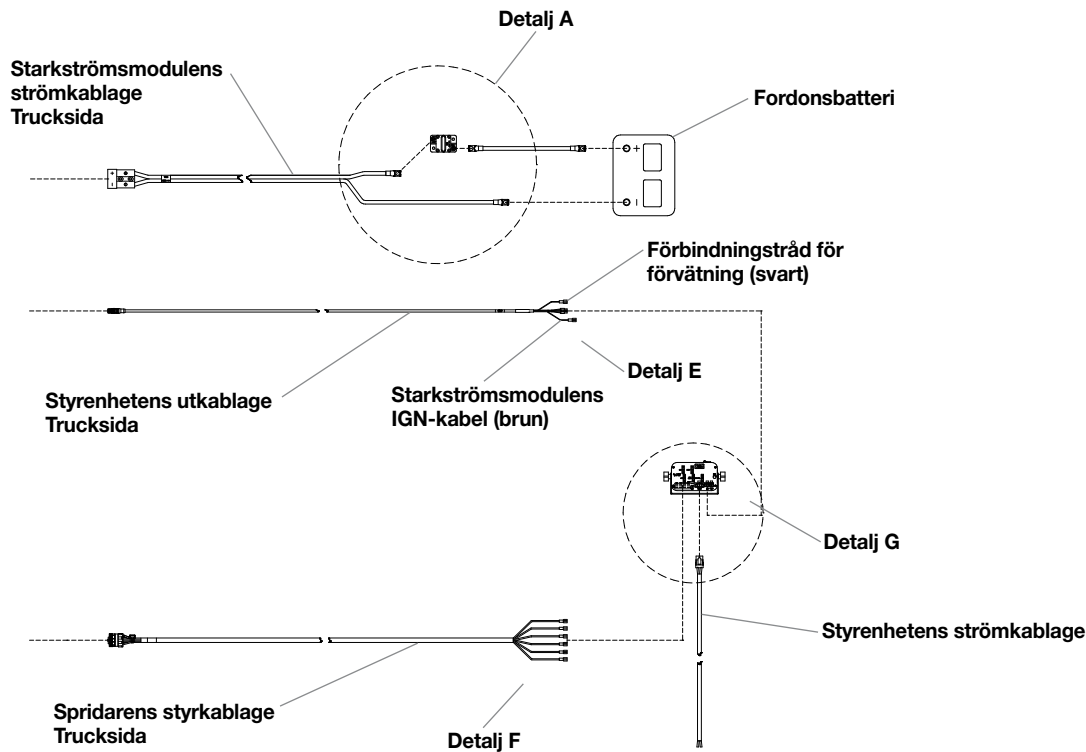 Detalj A
Starkströmsmodulens
strömkablage
Trucksida
Fordonsbatteri
+
–
+
–
Förbindningstråd för
förvätning (svart)
Detalj E
Styrenhetens utkablage
Trucksida
Starkströmsmodulens
IGN-kabel (brun)
Detalj G
Styrenhetens strömkablage
Spridarens styrkablage
Trucksida
Detalj F